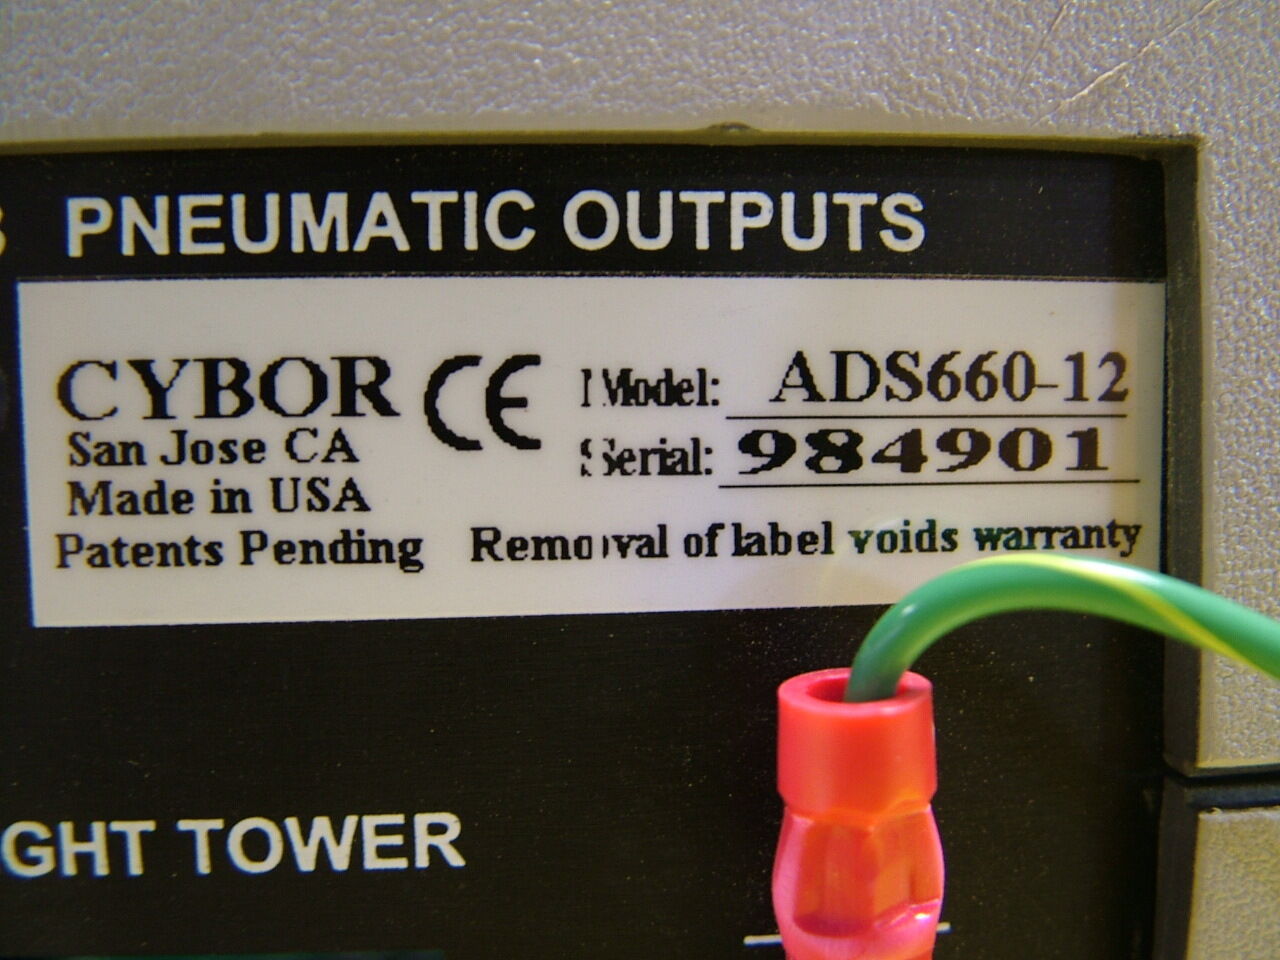 PNEUMATIC OUTPUTS
CYBOR CE Model: ADS660-12
San Jose CA Serial: 984901
Made in USA
Patents Pending Removal of label voids warranty
GHT TOWER